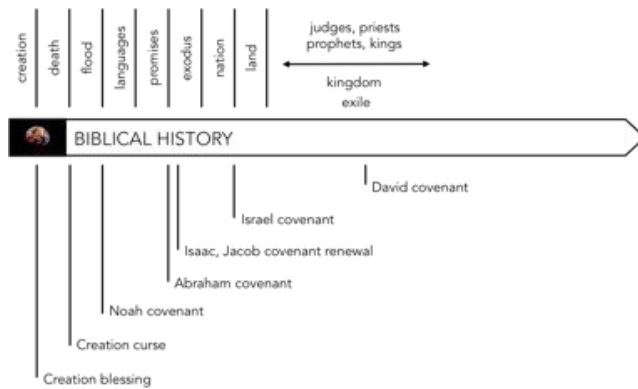 creation
death
flood
languages
promises
exodus
nation
land
judges, priests
prophets, kings
kingdom
exile
BIBLICAL HISTORY
David covenant
Israel covenant
Isaac, Jacob covenant renewal
Abraham covenant
Noah covenant
Creation curse
Creation blessing